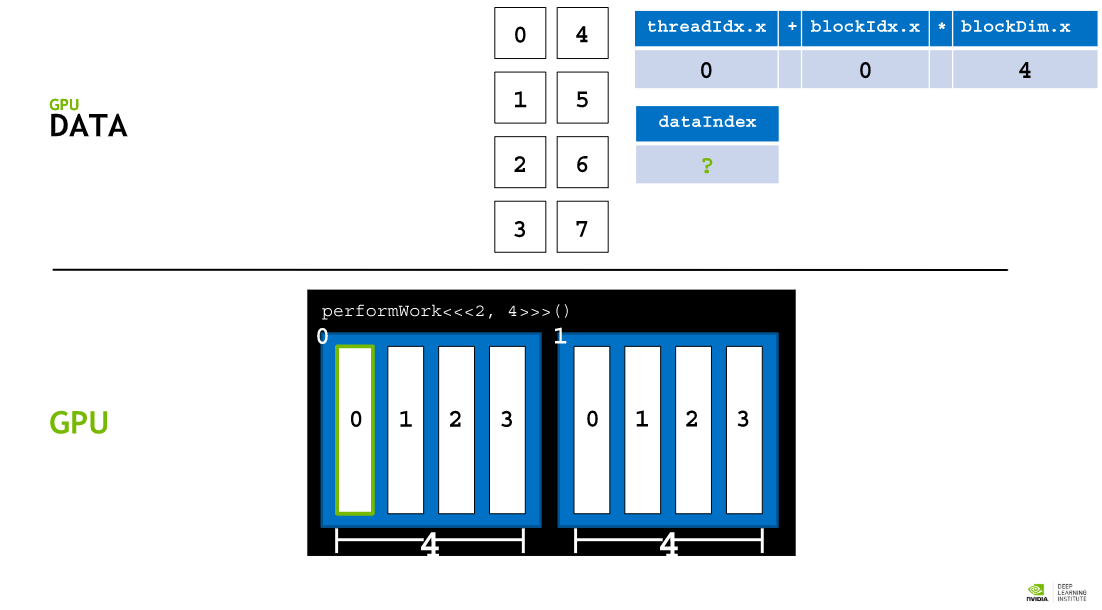 0 4
threadIdx.x + blockIdx.x * blockDim.x
0 0 4
GPU
DATA
1 5
dataIndex
?
2 6
3 7
performWork<<<2, 4>>>()
0 1
GPU
0 1 2 3 0 1 2 3
4 4
NVIDIA
DEEP
LEARNING
INSTITUTE